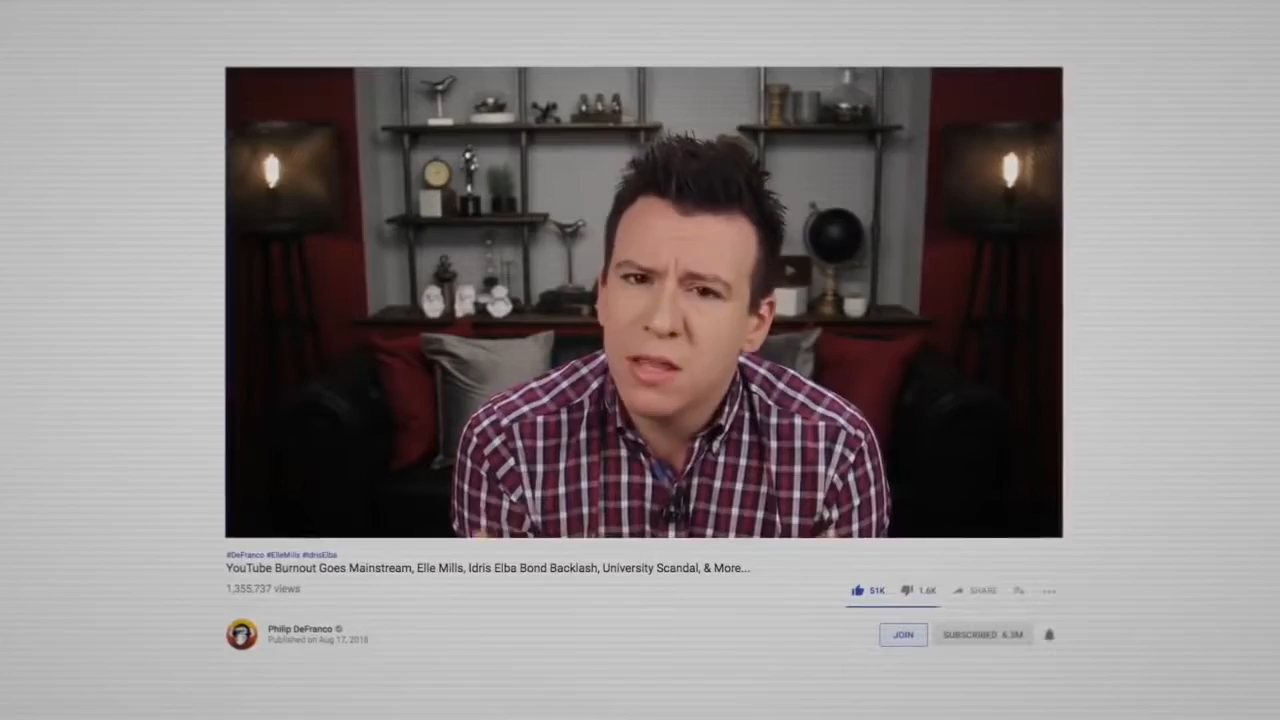 #DeFranco #ElleMills #IdrisElba
YouTube Burnout Goes Mainstream, Elle Mills, Idris Elba Bond Backlash, University Scandal, & More...
1,355,737 views
51K 1.6K SHARE
Philip DeFranco
Published on Aug 17, 2018
JOIN SUBSCRIBED 6.3M